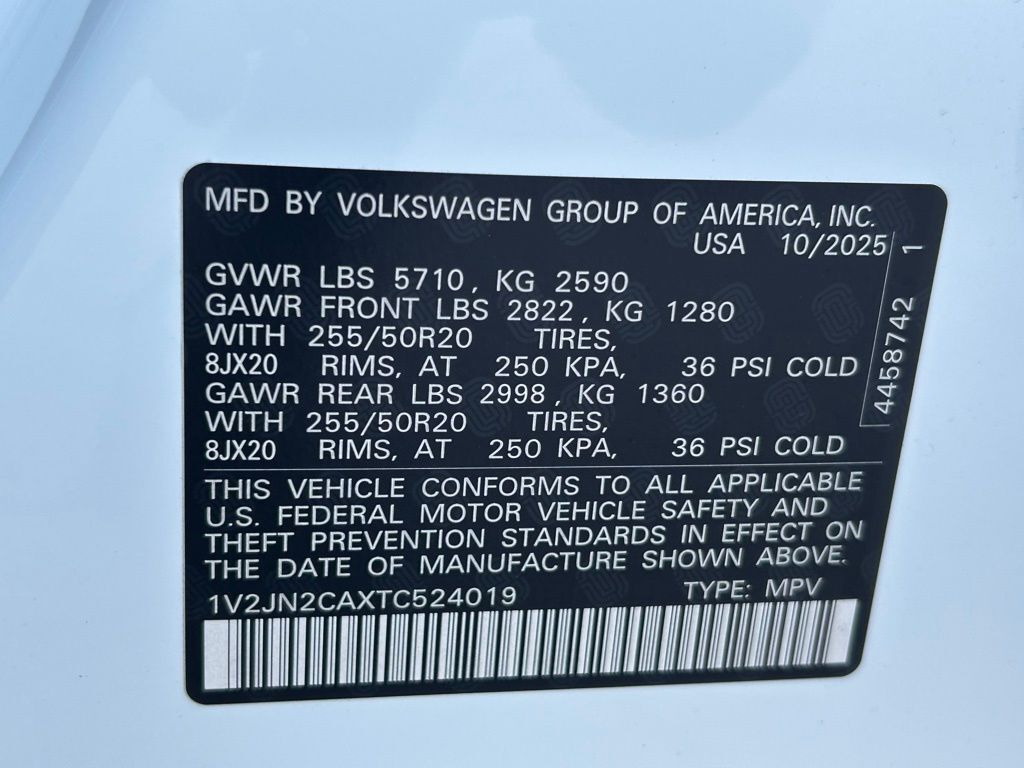 MFD BY VOLKSWAGEN GROUP OF AMERICA, INC.
USA 10/2025
GVWR LBS 5710, KG 2590
GAWR FRONT LBS 2822, KG 1280
WITH 255/50R20 TIRES,
8JX20 RIMS, AT 250 KPA, 36 PSI COLD
GAWR REAR LBS 2998, KG 1360
WITH 255/50R20 TIRES,
8JX20 RIMS, AT 250 KPA, 36 PSI COLD
4458742 1
THIS VEHICLE CONFORMS TO ALL APPLICABLE
U.S. FEDERAL MOTOR VEHICLE SAFETY AND
THEFT PREVENTION STANDARDS IN EFFECT ON
THE DATE OF MANUFACTURE SHOWN ABOVE.
1V2JN2CAXTC524019 TYPE: MPV